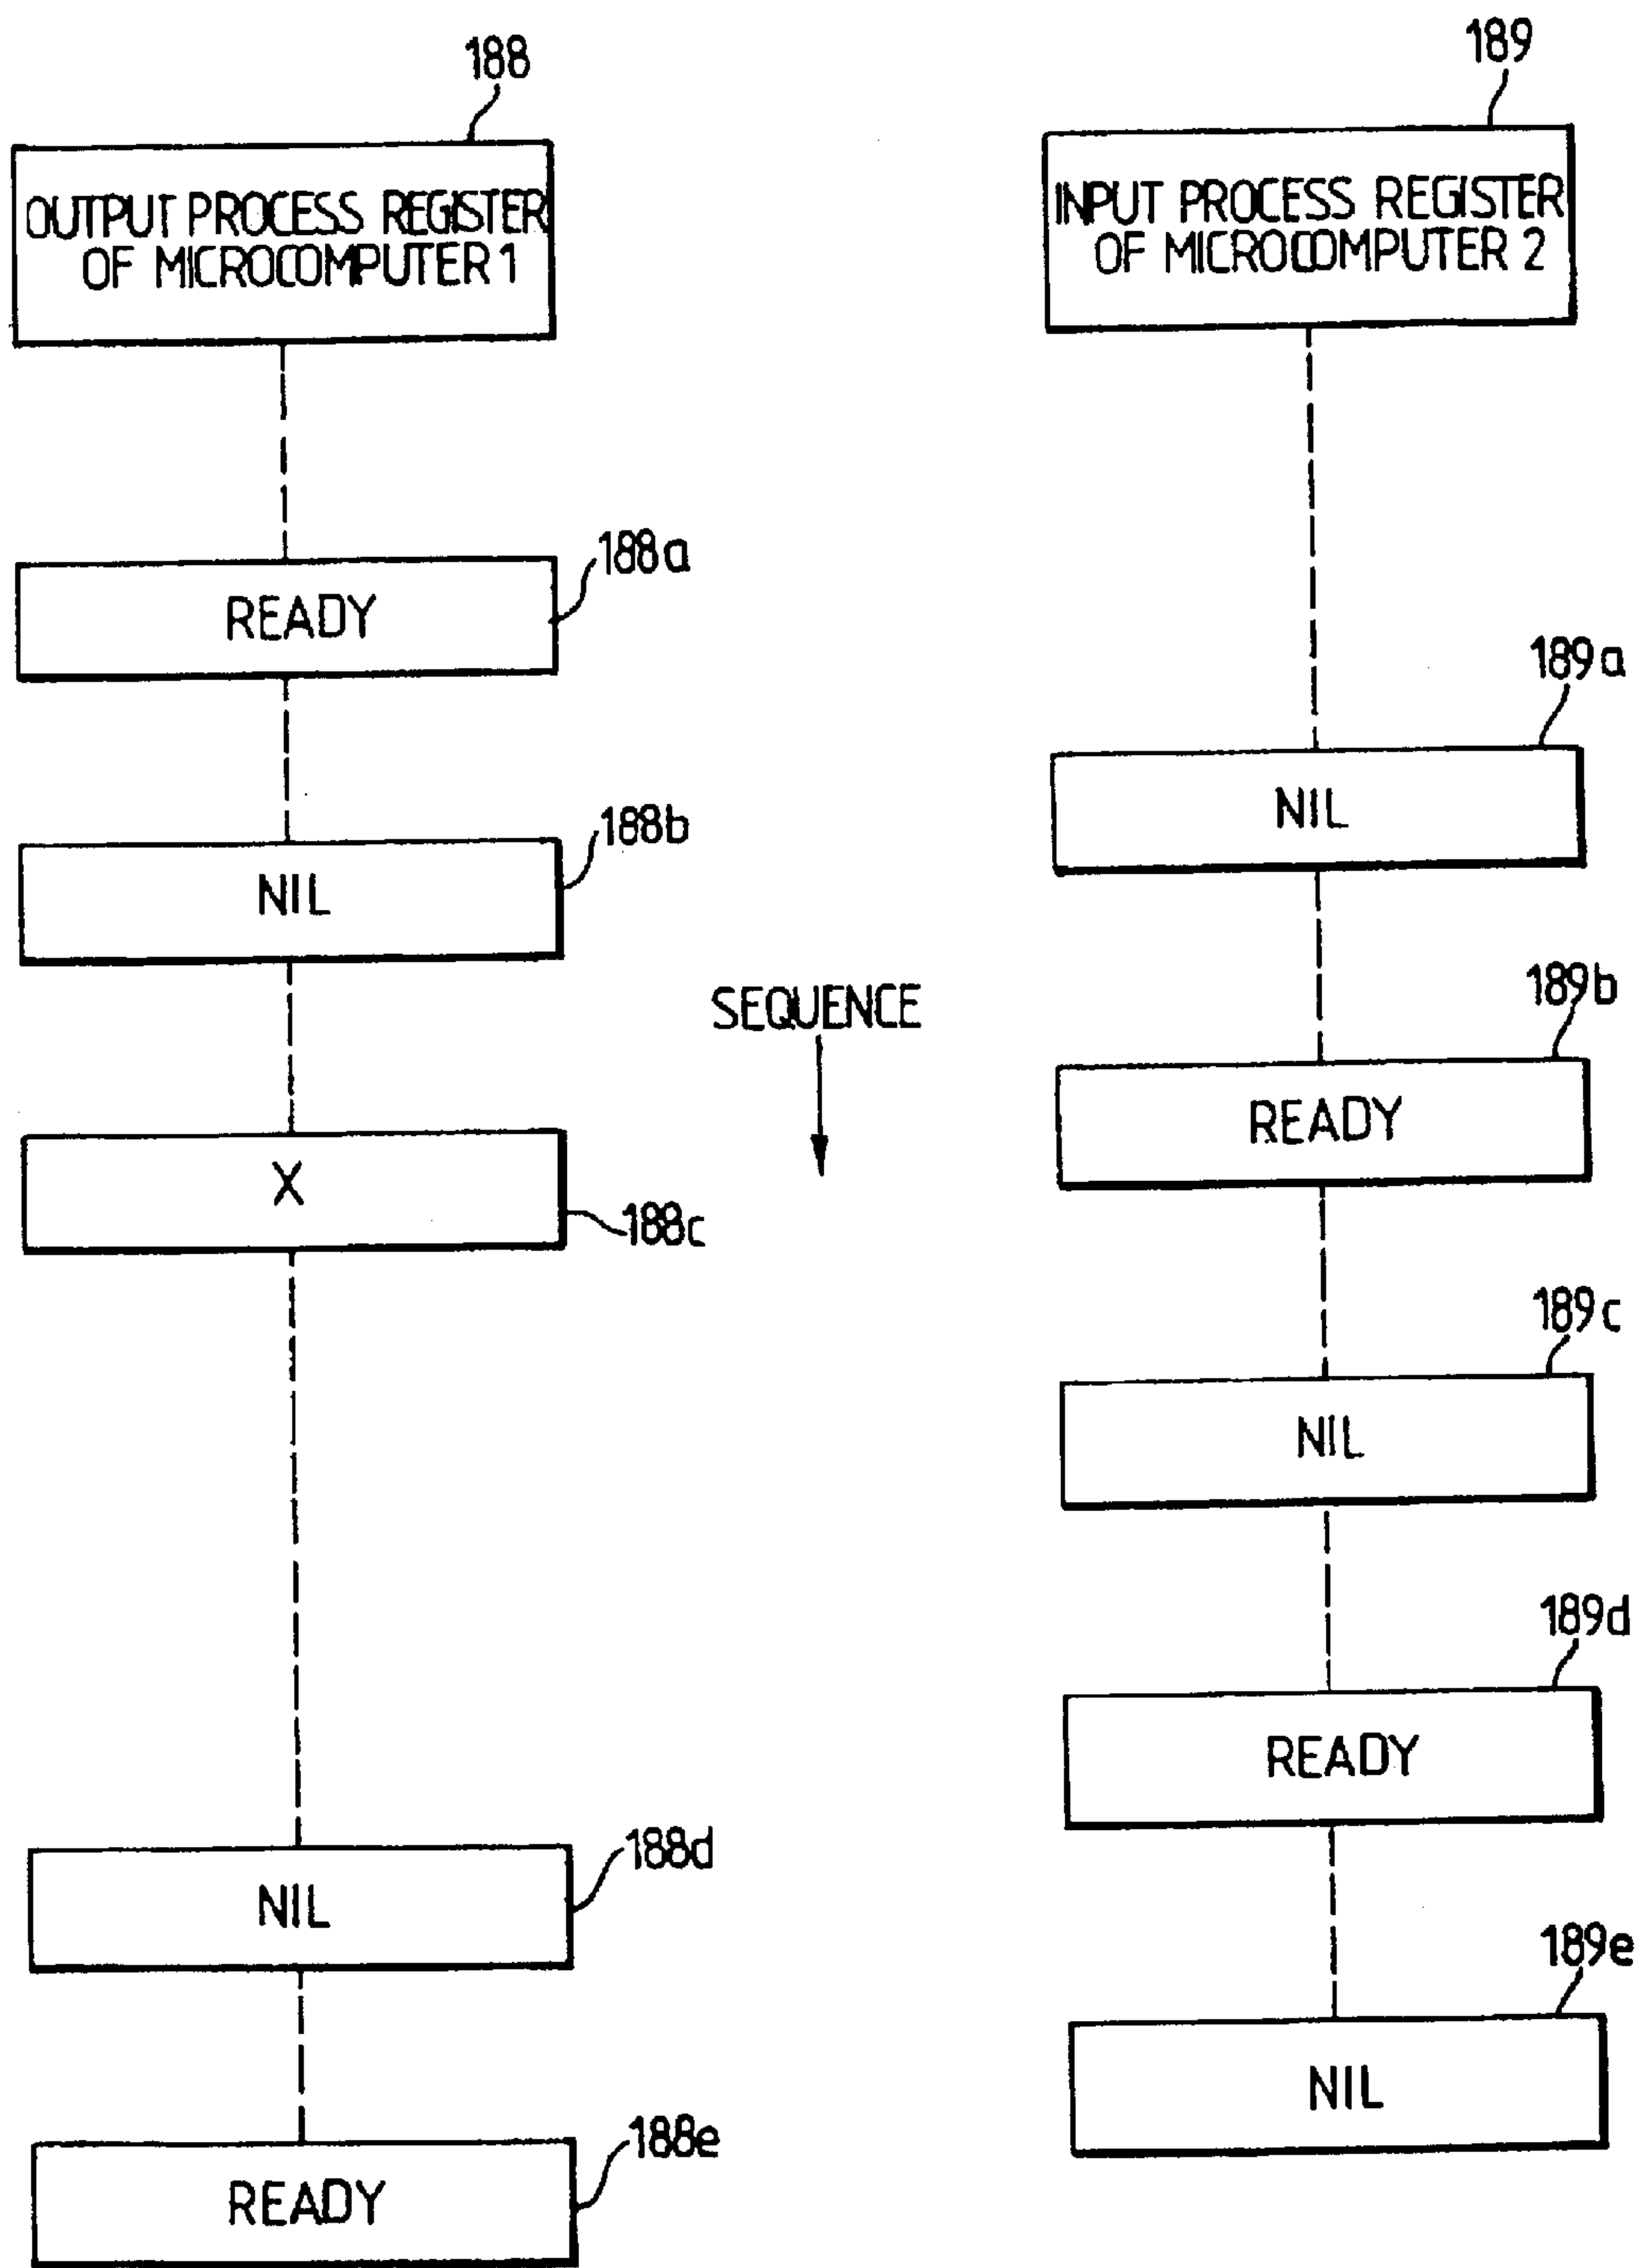 188
OUTPUT PROCESS REGISTER
OF MICROCOMPUTER 1
188a
READY
188b
NIL
X
188c
188d
NIL
188e
READY
SEQUENCE
189
INPUT PROCESS REGISTER
OF MICROCOMPUTER 2
189a
NIL
189b
READY
189c
NIL
189d
READY
189e
NIL